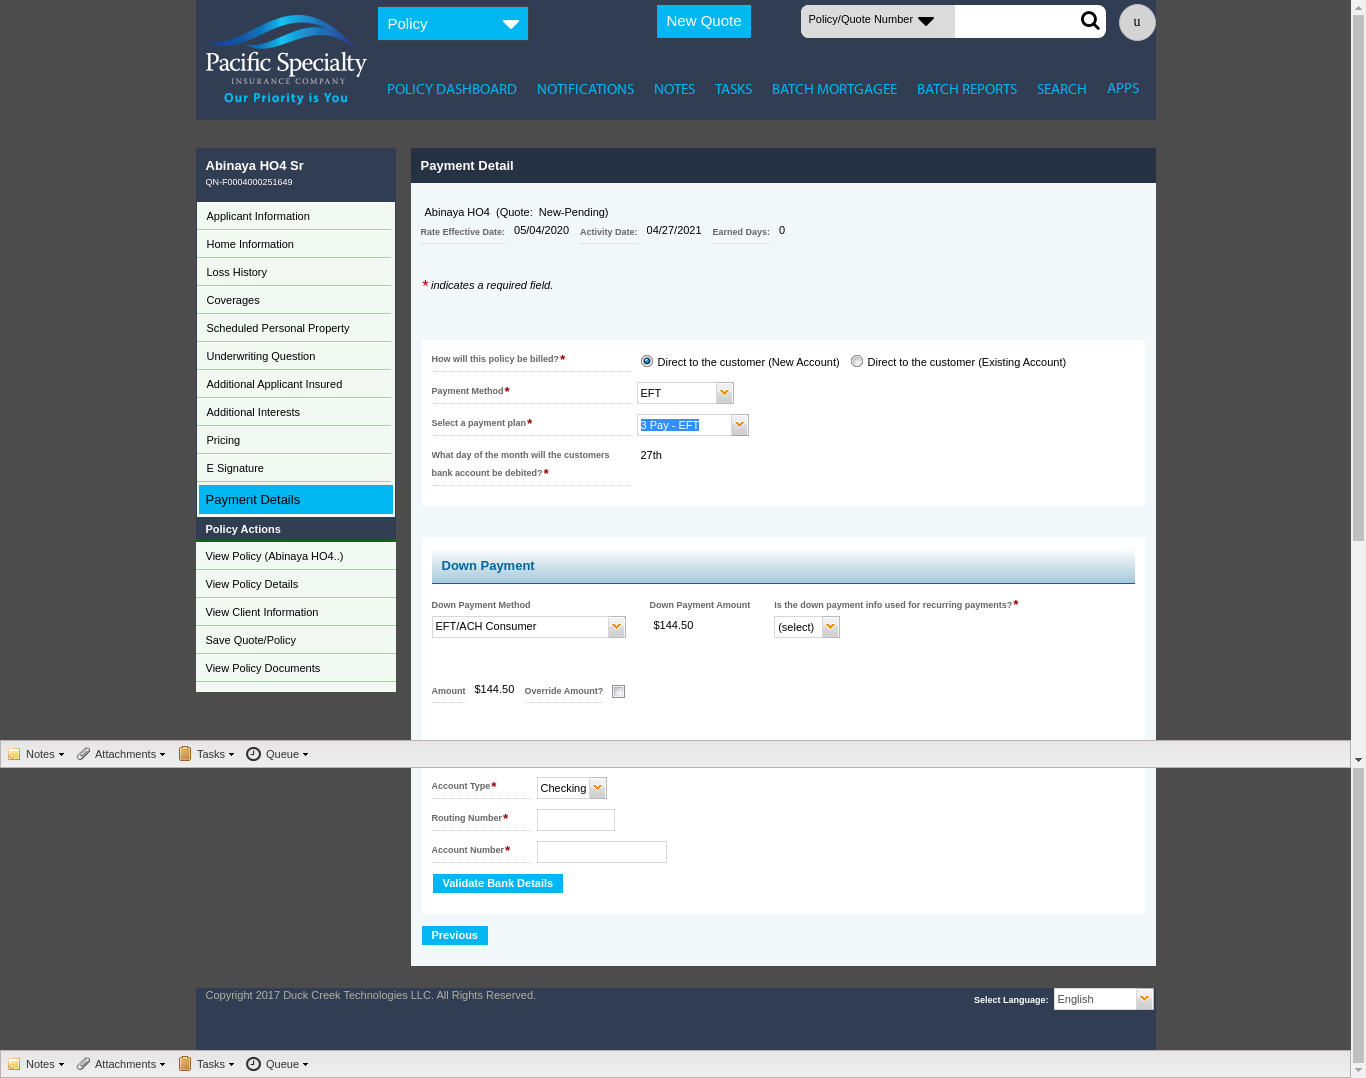 Policy
New Quote
Policy/Quote Number
u
Pacific Specialty
INSURANCE COMPANY
Our Priority is You
POLICY DASHBOARD NOTIFICATIONS NOTES TASKS BATCH MORTGAGEE BATCH REPORTS SEARCH APPS
Abinaya HO4 Sr
QN-F0004000251649
Applicant Information
Home Information
Loss History
Coverages
Scheduled Personal Property
Underwriting Question
Additional Applicant Insured
Additional Interests
Pricing
E Signature
Payment Details
Policy Actions
View Policy (Abinaya HO4..)
View Policy Details
View Client Information
Save Quote/Policy
View Policy Documents
Payment Detail
Abinaya HO4 (Quote: New-Pending)
Rate Effective Date: 05/04/2020 Activity Date: 04/27/2021 Earned Days: 0
* indicates a required field.
How will this policy be billed?* Direct to the customer (New Account) Direct to the customer (Existing Account)
Payment Method* EFT
Select a payment plan* 3 Pay - EFT
What day of the month will the customers 27th
bank account be debited?*
Down Payment
Down Payment Method Down Payment Amount Is the down payment info used for recurring payments?*
EFT/ACH Consumer $144.50 (select)
Amount $144.50 Override Amount?
Notes Attachments Tasks Queue
Account Type* Checking
Routing Number*
Account Number*
Validate Bank Details
Previous
Copyright 2017 Duck Creek Technologies LLC. All Rights Reserved.
Select Language: English
Notes Attachments Tasks Queue